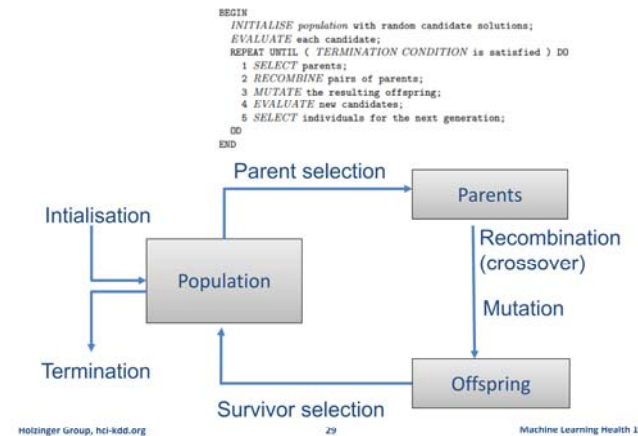 BEGIN
INITIALISE population with random candidate solutions;
EVALUATE each candidate;
REPEAT UNTIL ( TERMINATION CONDITION is satisfied ) DO
1 SELECT parents;
2 RECOMBINE pairs of parents;
3 MUTATE the resulting offspring;
4 EVALUATE new candidates;
5 SELECT individuals for the next generation;
OD
END
Parent selection
Parents
Intialisation
Recombination
(crossover)
Population
Mutation
Termination
Offspring
Survivor selection
Holzinger Group, hci-kdd.org
29
Machine Learning Health 1